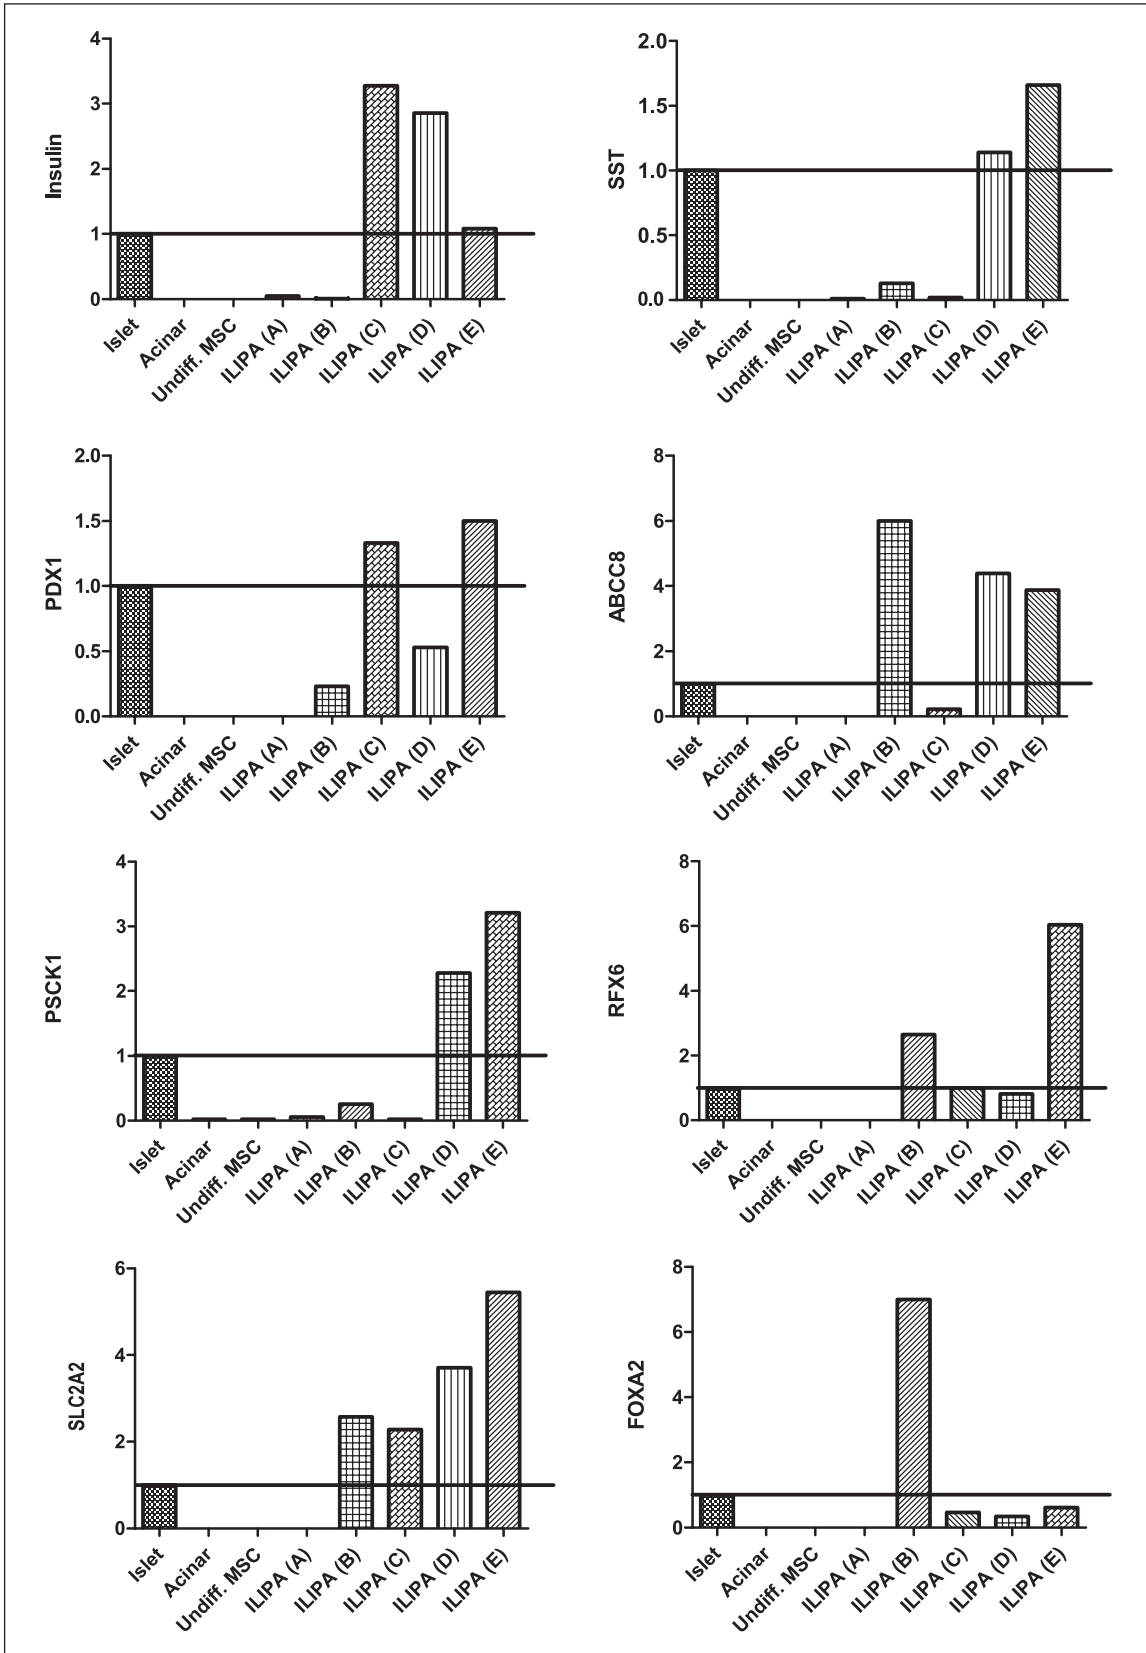 Insulin
4
3
2
1
0
Islet
Acinar
Undiff. MSC
ILIPA (A)
ILIPA (B)
ILIPA (C)
ILIPA (D)
ILIPA (E)
SST
2.0
1.5
1.0
0.5
0.0
Islet
Acinar
Undiff. MSC
ILIPA (A)
ILIPA (B)
ILIPA (C)
ILIPA (D)
ILIPA (E)
PDX1
2.0
1.5
1.0
0.5
0.0
Islet
Acinar
Undiff. MSC
ILIPA (A)
ILIPA (B)
ILIPA (C)
ILIPA (D)
ILIPA (E)
ABCC8
8
6
4
2
0
Islet
Acinar
Undiff. MSC
ILIPA (A)
ILIPA (B)
ILIPA (C)
ILIPA (D)
ILIPA (E)
PSCK1
4
3
2
1
0
Islet
Acinar
Undiff. MSC
ILIPA (A)
ILIPA (B)
ILIPA (C)
ILIPA (D)
ILIPA (E)
RFX6
8
6
4
2
0
Islet
Acinar
Undiff. MSC
ILIPA (A)
ILIPA (B)
ILIPA (C)
ILIPA (D)
ILIPA (E)
SLC2A2
6
4
2
0
Islet
Acinar
Undiff. MSC
ILIPA (A)
ILIPA (B)
ILIPA (C)
ILIPA (D)
ILIPA (E)
FOXA2
8
6
4
2
0
Islet
Acinar
Undiff. MSC
ILIPA (A)
ILIPA (B)
ILIPA (C)
ILIPA (D)
ILIPA (E)